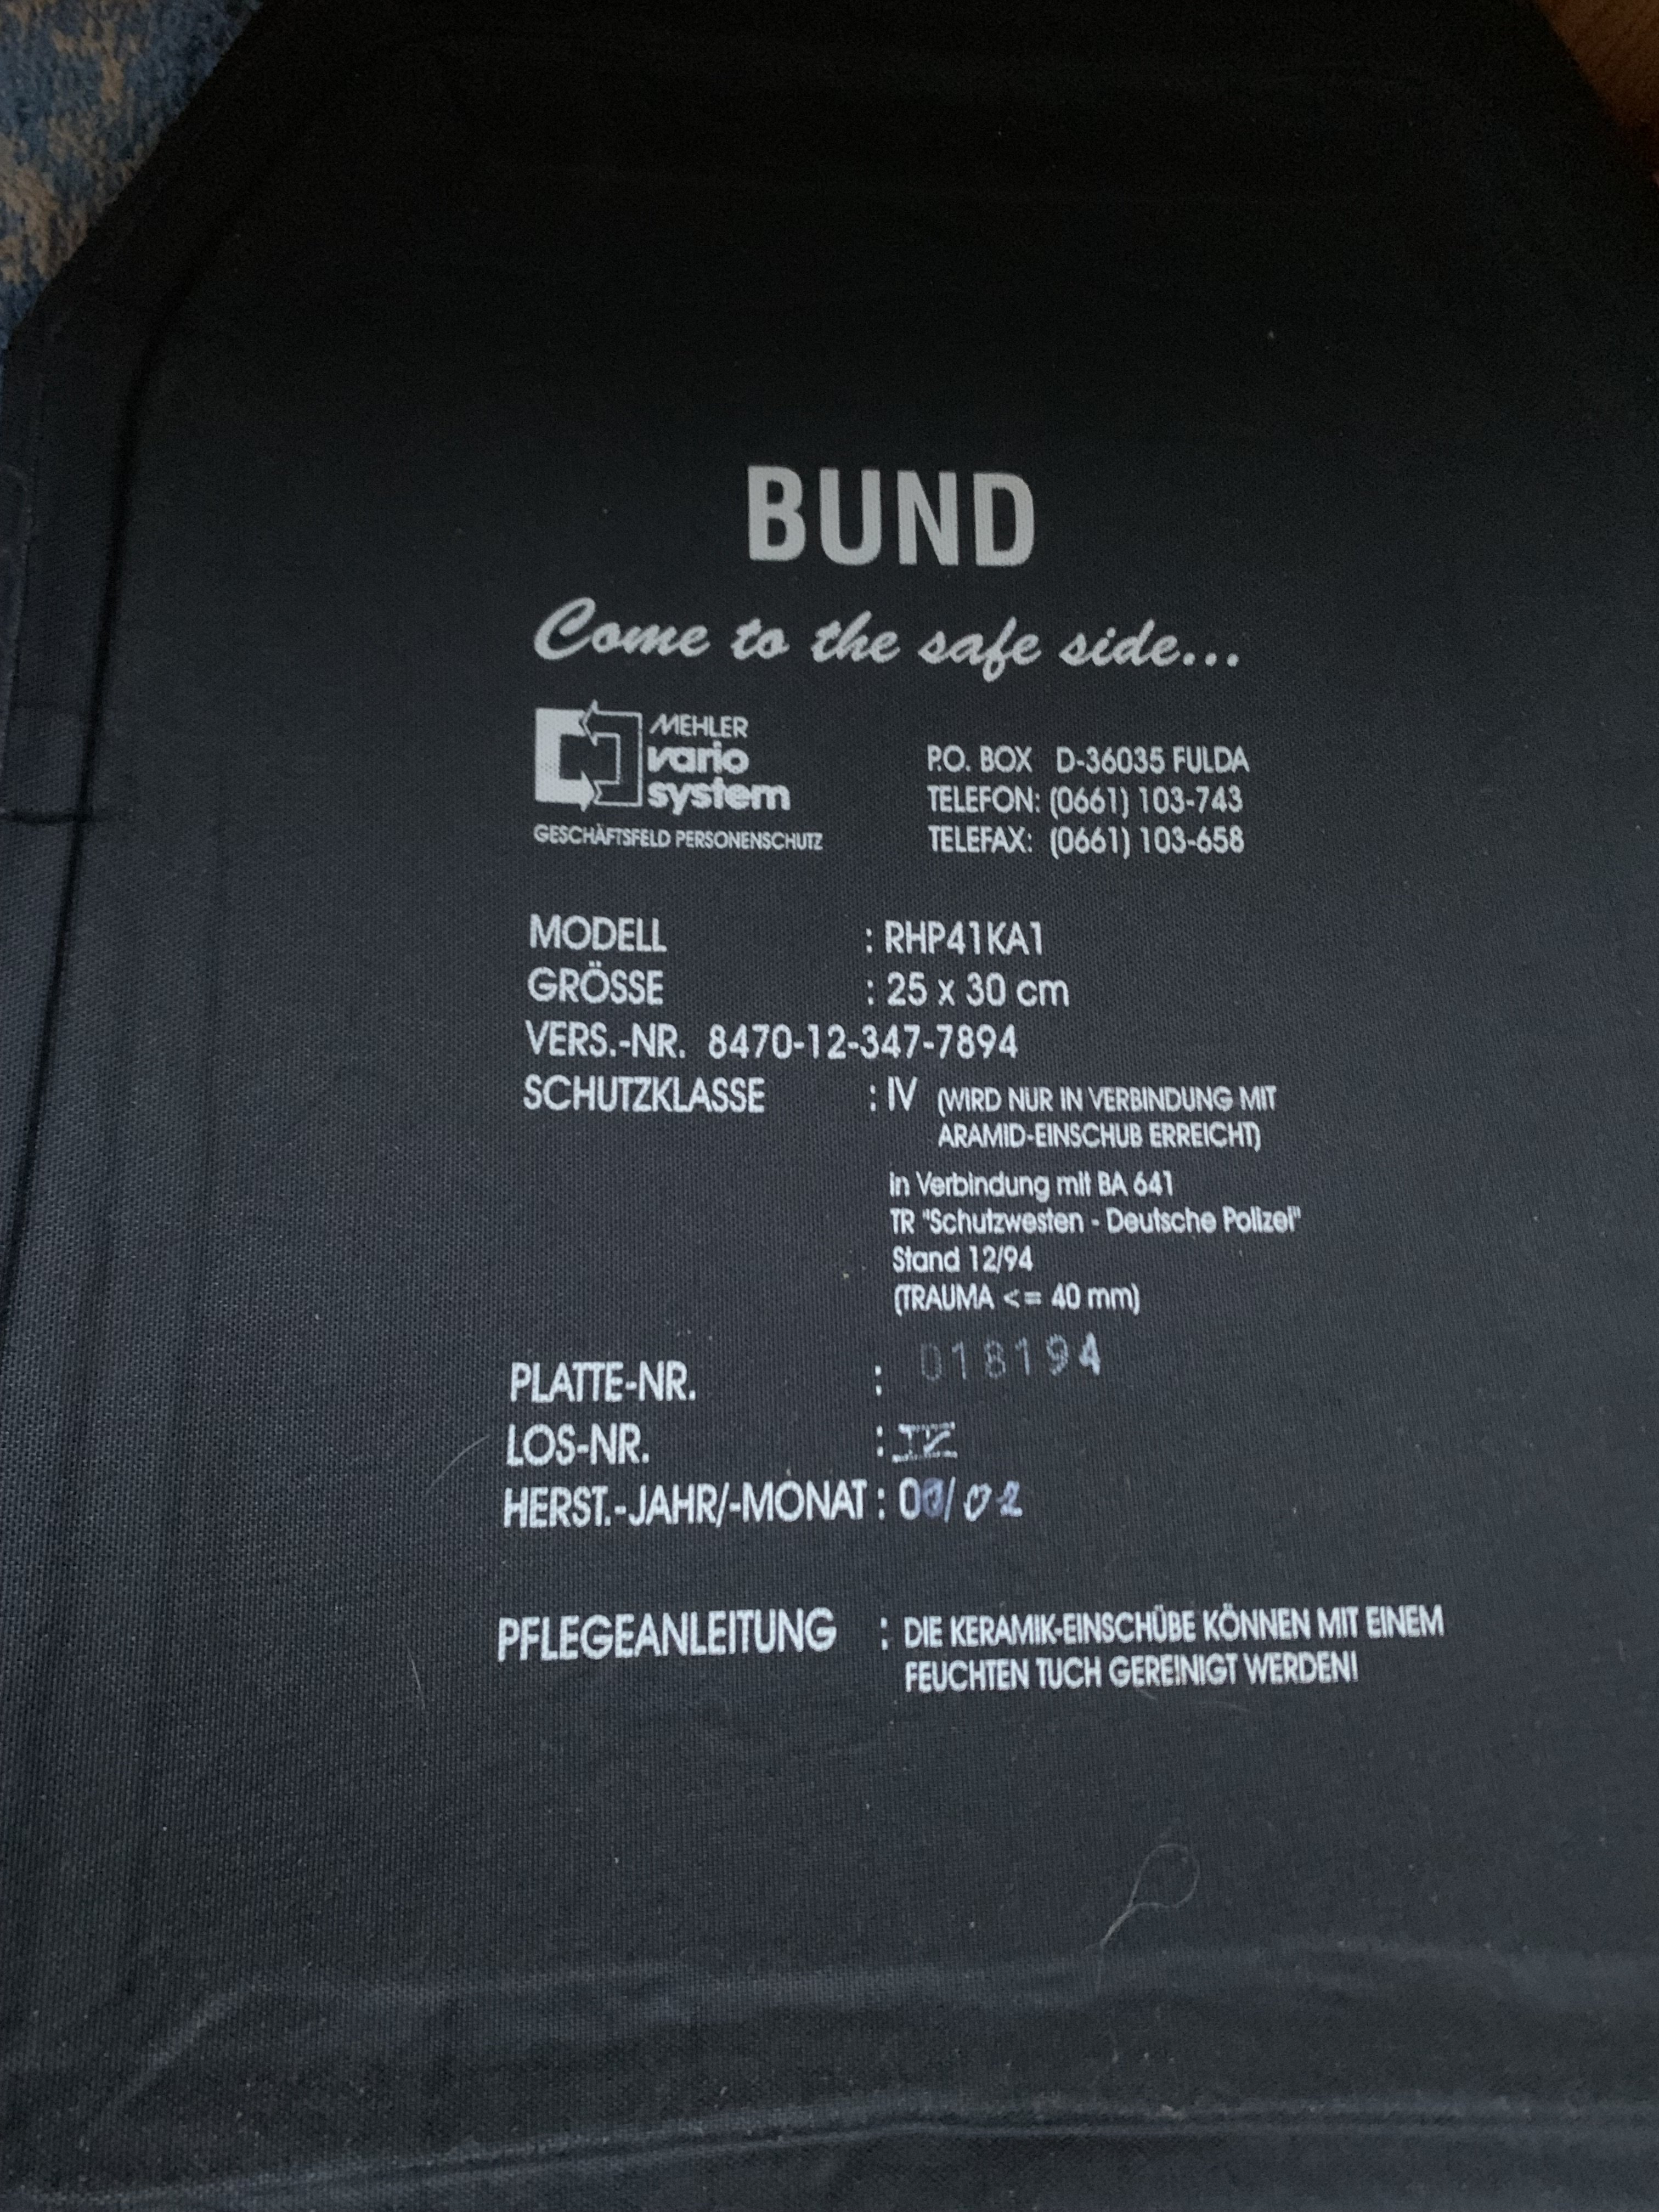 BUND
Come to the safe side...
MEHLER
vario
system
GESCHÄFTSFELD PERSONENSCHUTZ
P.O. BOX D-36035 FULDA
TELEFON: (0661) 103-743
TELEFAX: (0661) 103-658
MODELL : RHP41KA1
GRÖSSE : 25 x 30 cm
VERS.-NR. 8470-12-347-7894
SCHUTZKLASSE : IV (WIRD NUR IN VERBINDUNG MIT
ARAMID-EINSCHUB ERREICHT)
in Verbindung mit BA 641
TR "Schutzwesten - Deutsche Polizei"
Stand 12/94
(TRAUMA <= 40 mm)
PLATTE-NR. : 018194
LOS-NR. : IV
HERST.-JAHR/-MONAT : 00/02
PFLEGEANLEITUNG : DIE KERAMIK-EINSCHÜBE KÖNNEN MIT EINEM
FEUCHTEN TUCH GEREINIGT WERDEN!